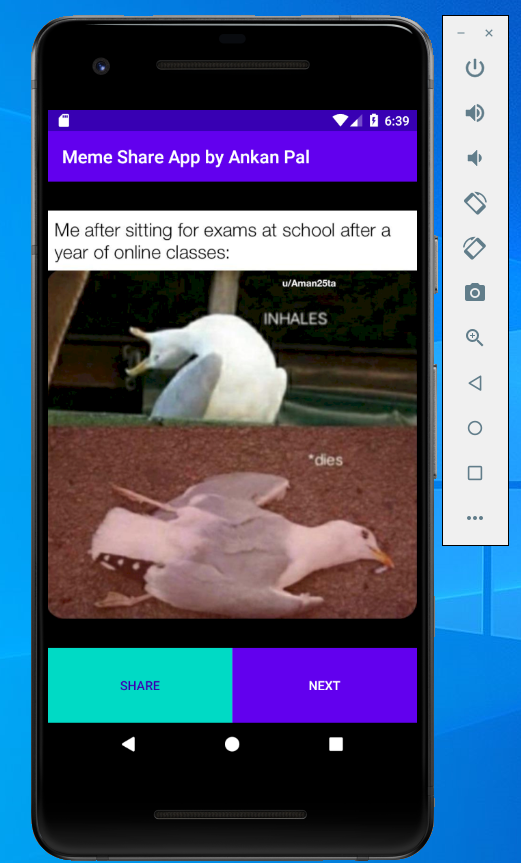 6:39
Meme Share App by Ankan Pal
Me after sitting for exams at school after a
year of online classes:
u/Aman25ta
INHALES
*dies
SHARE
NEXT